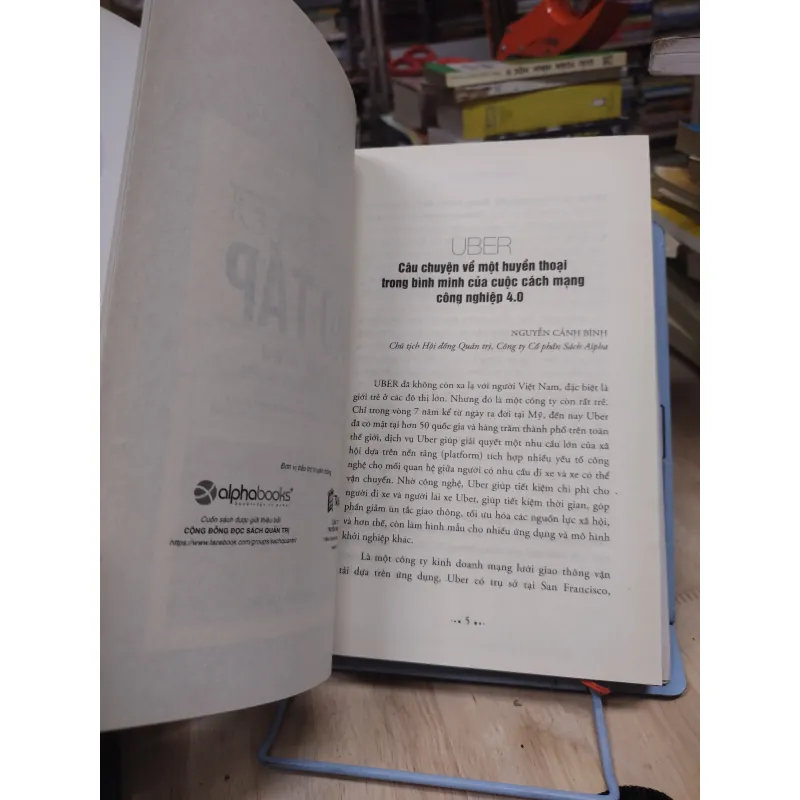 TÁP
Đơn vị bảo trợ truyền thông
alphabooks
Cuốn sách được giới thiệu bởi
CỘNG ĐỒNG ĐỌC SÁCH QUẢN TRỊ
UBER
Câu chuyện về một huyền thoại
trong bình minh của cuộc cách mạng
công nghiệp 4.0
NGUYỄN CẢNH BÌNH
Chủ tịch Hội đồng Quản trị, Công ty Cổ phần Sách Alpha
UBER đã không còn xa lạ với người Việt Nam, đặc biệt là
giới trẻ ở các đô thị lớn. Nhưng đó là một công ty còn rất trẻ.
Chỉ trong vòng 7 năm kể từ ngày ra đời tại Mỹ, đến nay Uber
đã có mặt tại hơn 50 quốc gia và hàng trăm thành phố trên toàn
thế giới, dịch vụ Uber giúp giải quyết một nhu cầu lớn của xã
hội dựa trên nền tảng (platform) tích hợp nhiều yếu tố công
nghệ cho mối quan hệ giữa người có nhu cầu đi xe và xe có thể
vận chuyển. Nhờ công nghệ, Uber giúp tiết kiệm chi phí cho
người đi xe và người lái xe Uber, giúp tiết kiệm thời gian, góp
phần giảm ùn tắc giao thông, tối ưu hóa các nguồn lực xã hội,
và hơn thế, còn làm hình mẫu cho nhiều ứng dụng và mô hình
khởi nghiệp khác.
Là một công ty kinh doanh mạng lưới giao thông vận
tải dựa trên ứng dụng, Uber có trụ sở tại San Francisco,
5